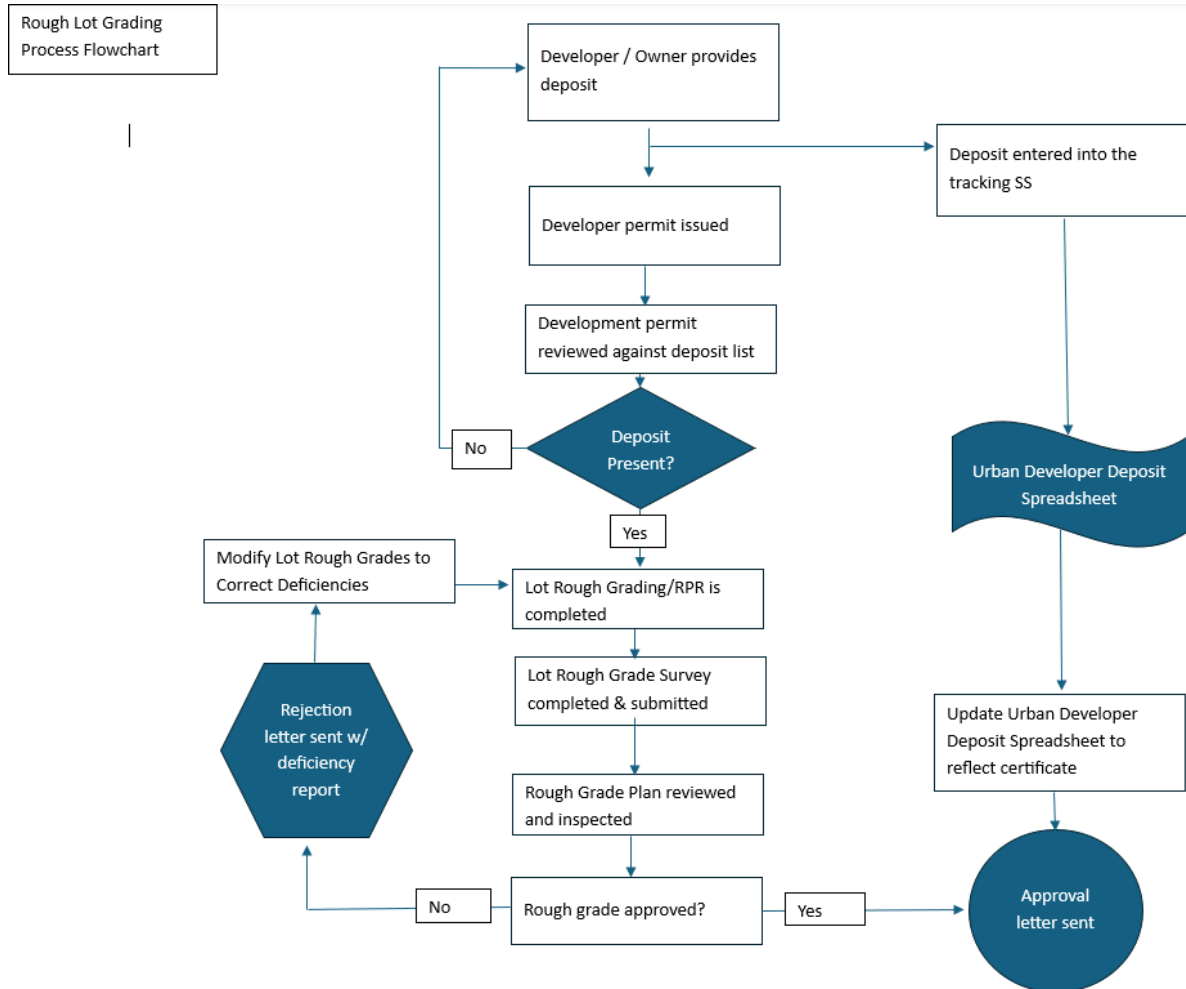 Rough Lot Grading
Process Flowchart
Developer / Owner provides
deposit
Deposit entered into the
tracking SS
Developer permit issued
Development permit
reviewed against deposit list
Deposit
Present?
No
Yes
Urban Developer Deposit
Spreadsheet
Modify Lot Rough Grades to
Correct Deficiencies
Lot Rough Grading/RPR is
completed
Lot Rough Grade Survey
completed & submitted
Rejection
letter sent w/
deficiency
report
Update Urban Developer
Deposit Spreadsheet to
reflect certificate
Rough Grade Plan reviewed
and inspected
Rough grade approved?
No
Yes
Approval
letter sent